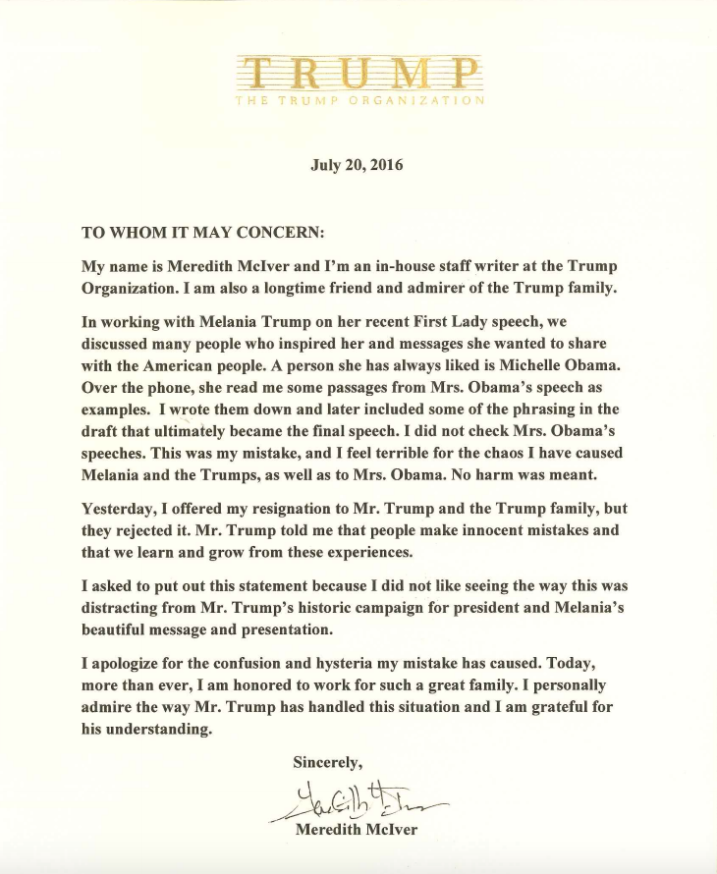 TRUMP
THE TRUMP ORGANIZATION
July 20, 2016
TO WHOM IT MAY CONCERN:
My name is Meredith McIver and I'm an in-house staff writer at the Trump
Organization. I am also a longtime friend and admirer of the Trump family.
In working with Melania Trump on her recent First Lady speech, we
discussed many people who inspired her and messages she wanted to share
with the American people. A person she has always liked is Michelle Obama.
Over the phone, she read me some passages from Mrs. Obama's speech as
examples.  I wrote them down and later included some of the phrasing in the
draft that ultimately became the final speech. I did not check Mrs. Obama's
speeches. This was my mistake, and I feel terrible for the chaos I have caused
Melania and the Trumps, as well as to Mrs. Obama. No harm was meant.
Yesterday, I offered my resignation to Mr. Trump and the Trump family, but
they rejected it. Mr. Trump told me that people make innocent mistakes and
that we learn and grow from these experiences.
I asked to put out this statement because I did not like seeing the way this was
distracting from Mr. Trump's historic campaign for president and Melania's
beautiful message and presentation.
I apologize for the confusion and hysteria my mistake has caused. Today,
more than ever, I am honored to work for such a great family. I personally
admire the way Mr. Trump has handled this situation and I am grateful for
his understanding.
Sincerely,
Meredith McIver